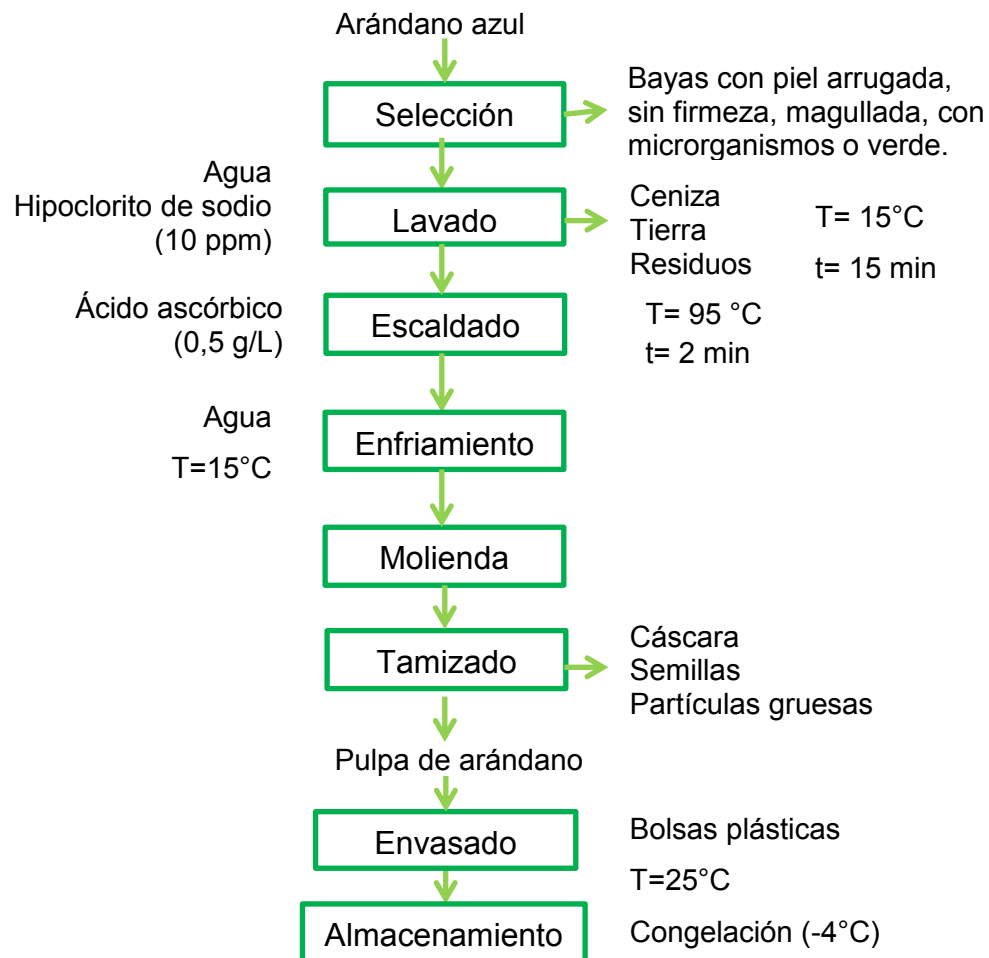 Arándano azul
Selección
Bayas con piel arrugada,
sin firmeza, magullada, con
microrganismos o verde.
Agua
Hipoclorito de sodio
(10 ppm)
Lavado
Ceniza
Tierra
Residuos
T= 15°C
t= 15 min
Ácido ascórbico
(0,5 g/L)
Escaldado
T= 95 °C
t= 2 min
Agua
T=15°C
Enfriamiento
Molienda
Tamizado
Cáscara
Semillas
Partículas gruesas
Pulpa de arándano
Envasado
Bolsas plásticas
T=25°C
Almacenamiento
Congelación (-4°C)